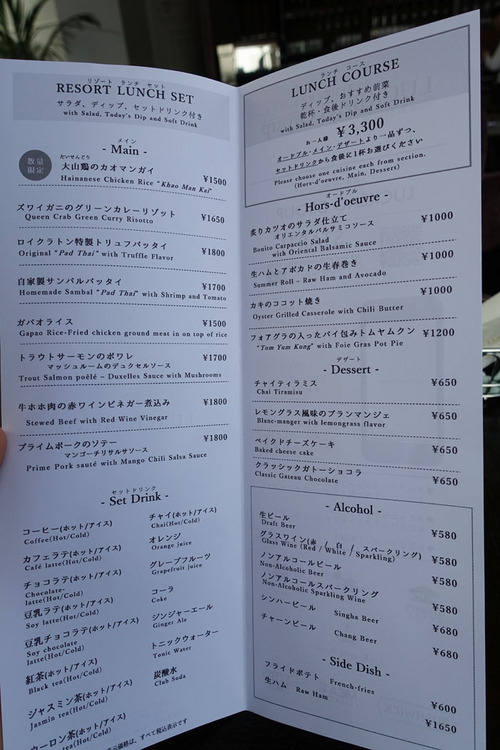 リゾート ランチ セット
RESORT LUNCH SET
サラダ、ディップ、セットドリンク付き
with Salad, Today's Dip and Soft Drink
メイン
- Main -
数量
限定
だいせんどり
大山鶏のカオマンガイ
Hainanese Chicken Rice "Khao Man Kai"
¥1500
ズワイガニのグリーンカレーリゾット
Queen Crab Green Curry Risotto
¥1650
ロイクラトン特製トリュフパッタイ
Original "Pad Thai" with Truffle Flavor
¥1800
自家製サンバルパッタイ
Homemade Sambal "Pad Thai" with Shrimp and Tomato
¥1700
ガパオライス
Gapao Rice-Fried chicken ground meat in on top of rice
¥1500
トラウトサーモンのポワレ
マッシュルームのデュクセルソース
Trout Salmon poêlé – Duxelles Sauce with Mushrooms
¥1700
牛ホホ肉の赤ワインビネガー煮込み
Stewed Beef with Red Wine Vinegar
¥1800
プライムポークのソテー
マンゴーチリサルサソース
Prime Pork sauté with Mango Chili Salsa Sauce
¥1800
セットドリンク
- Set Drink -
コーヒー(ホット/アイス)
Coffee(Hot/Cold)
カフェラテ(ホット/アイス)
Café latte(Hot/Cold)
チョコラテ(ホット/アイス)
Chocolate-
latte(Hot/Cold)
豆乳ラテ(ホット/アイス)
Soy latte(Hot/Cold)
豆乳チョコラテ(ホット/アイス)
Soy chocolate
latte(Hot/Cold)
紅茶(ホット/アイス)
Black tea(Hot/Cold)
ジャスミン茶(ホット/アイス)
Jasmin tea(Hot/Cold)
ウーロン茶(ホット/アイス)
チャイ(ホット/アイス)
Chai(Hot/Cold)
オレンジ
Orange juice
グレープフルーツ
Grapefruit juice
コーラ
Coke
ジンジャーエール
Ginger Ale
トニックウォーター
Tonic Water
炭酸水
Club Soda
表示価格は、すべて税込表示です
ランチ コース
LUNCH COURSE
ディップ、おすすめ前菜
乾杯・食後ドリンク付き
with Salad, Today's Dip and Soft Drink
お一人様 ¥3,300
オードブル・メイン・デザートより一品ずつ、
セットドリンクから食後に1杯お選びください
Please choose one cuisine each from section.
(Hors-d'oeuvre, Main, Dessert)
オードブル
- Hors-d'oeuvre -
炙りカツオのサラダ仕立て
オリエンタルバルサミコソース
Bonito Carpaccio Salad
with Oriental Balsamic Sauce
¥1000
生ハムとアボカドの生春巻き
Summer Roll – Raw Ham and Avocado
¥1000
カキのココット焼き
Oyster Grilled Casserole with Chili Butter
¥1000
フォアグラの入ったパイ包みトムヤムクン
"Tom Yum Kong" with Foie Gras Pot Pie
¥1200
デザート
- Dessert -
チャイティラミス
Chai Tiramisu
¥650
レモングラス風味のブランマンジェ
Blanc-manger with lemongrass flavor
¥650
ベイクドチーズケーキ
Baked cheese cake
¥650
クラッシックガトーショコラ
Classic Gateau Chocolate
¥650
- Alcohol -
生ビール
Draft Beer
¥580
グラスワイン(赤 / 白 / スパークリング)
Glass Wine (Red / White / Sparkling)
¥580
ノンアルコールビール
Non-Alcoholic Beer
¥580
ノンアルコールスパークリング
Non-Alcoholic Sparkling Wine
¥580
シンハービール
Singha Beer
¥680
チャーンビール
Chang Beer
¥680
- Side Dish -
フライドポテト French-fries
¥600
生ハム Raw Ham
¥1650